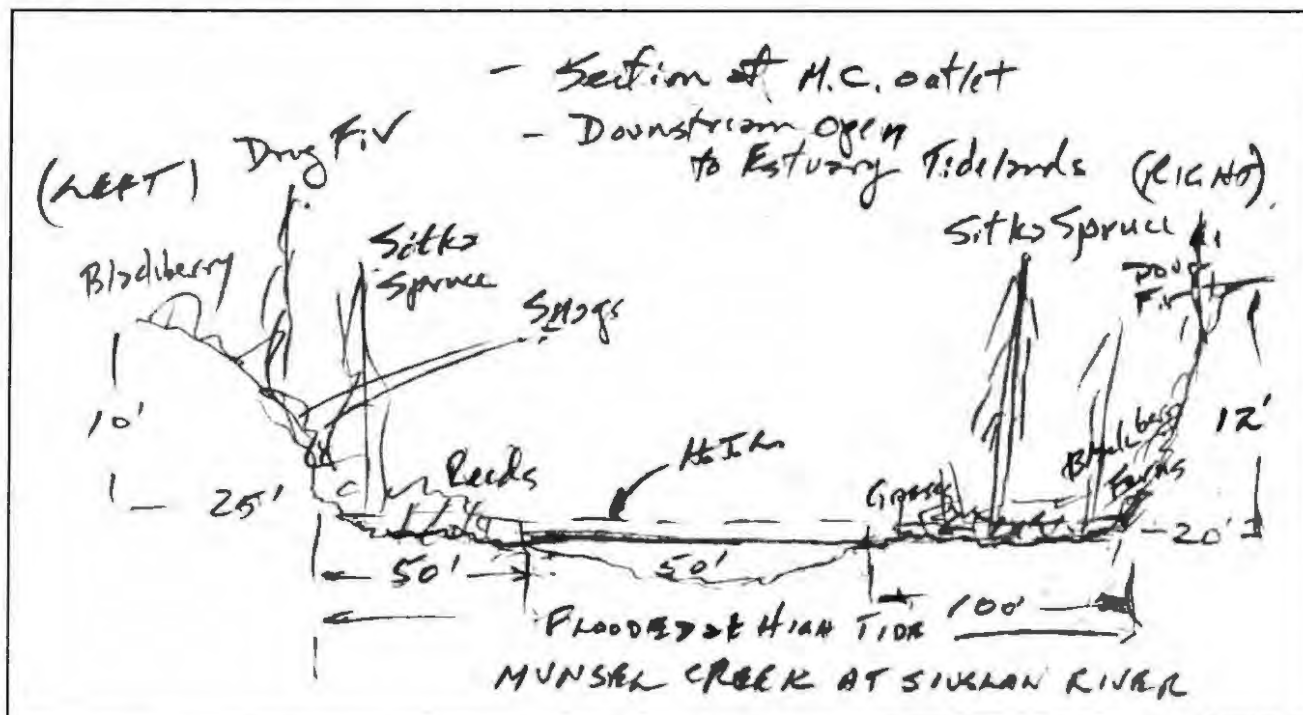 - Section at M.C. outlet
- Downstream open
to Estuary Tidelands
(LEFT)
Doug Fir
Blackberry
Sitka
Spruce
Snags
(RIGHT)
Sitka Spruce
Doug
Fir
10'
25'
Reeds
Grasses
Blackberry
Ferns
12'
20'
50'
50'
100'
FLOODED at HIGH TIDE
MUNSEL CREEK AT SIUSLAW RIVER